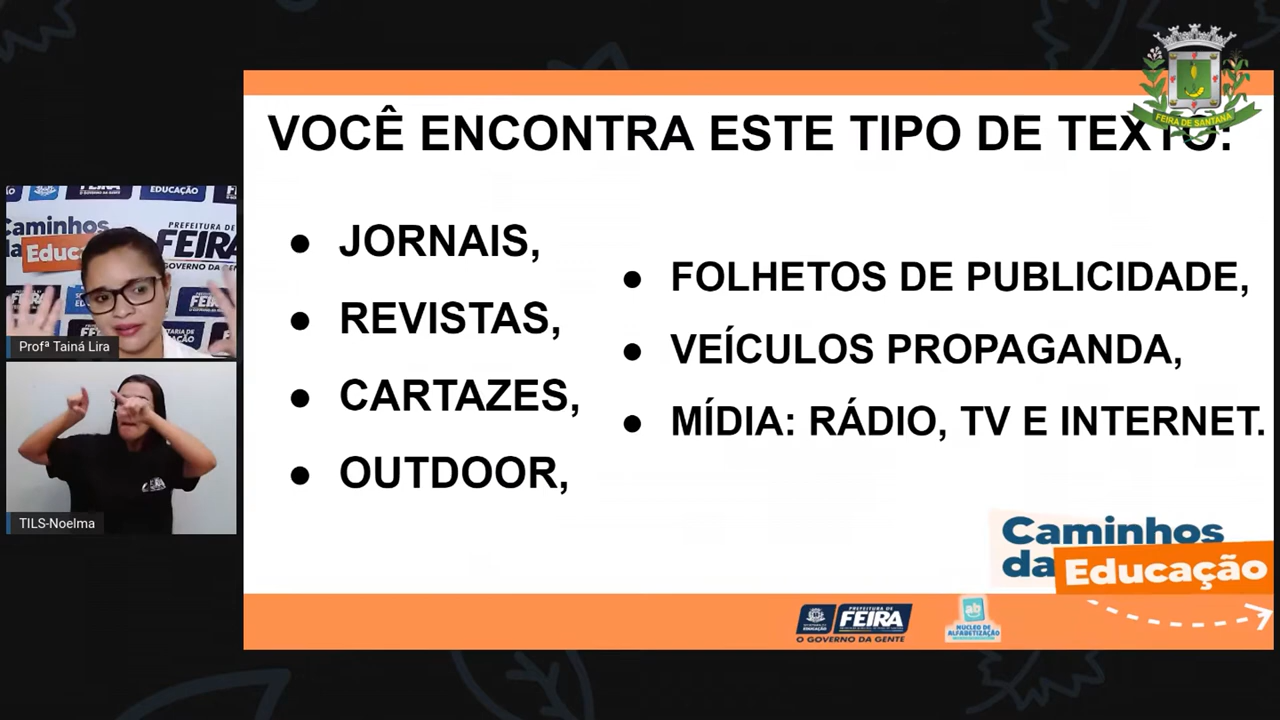 FEIRA DE SANTANA
VOCÊ ENCONTRA ESTE TIPO DE TEXTO:
JORNAIS,
REVISTAS,
CARTAZES,
OUTDOOR,
FOLHETOS DE PUBLICIDADE,
VEÍCULOS PROPAGANDA,
MÍDIA: RÁDIO, TV E INTERNET.
EDUCAÇÃO
Caminhos
da Educa
PREFEITURA DE
FEIRA
GOVERNO DA GENTE
Profª Tainá Lira
TILS-Noelma
Caminhos
da Educação
PREFEITURA DE
FEIRA
O GOVERNO DA GENTE
NÚCLEO DE
ALFABETIZAÇÃO